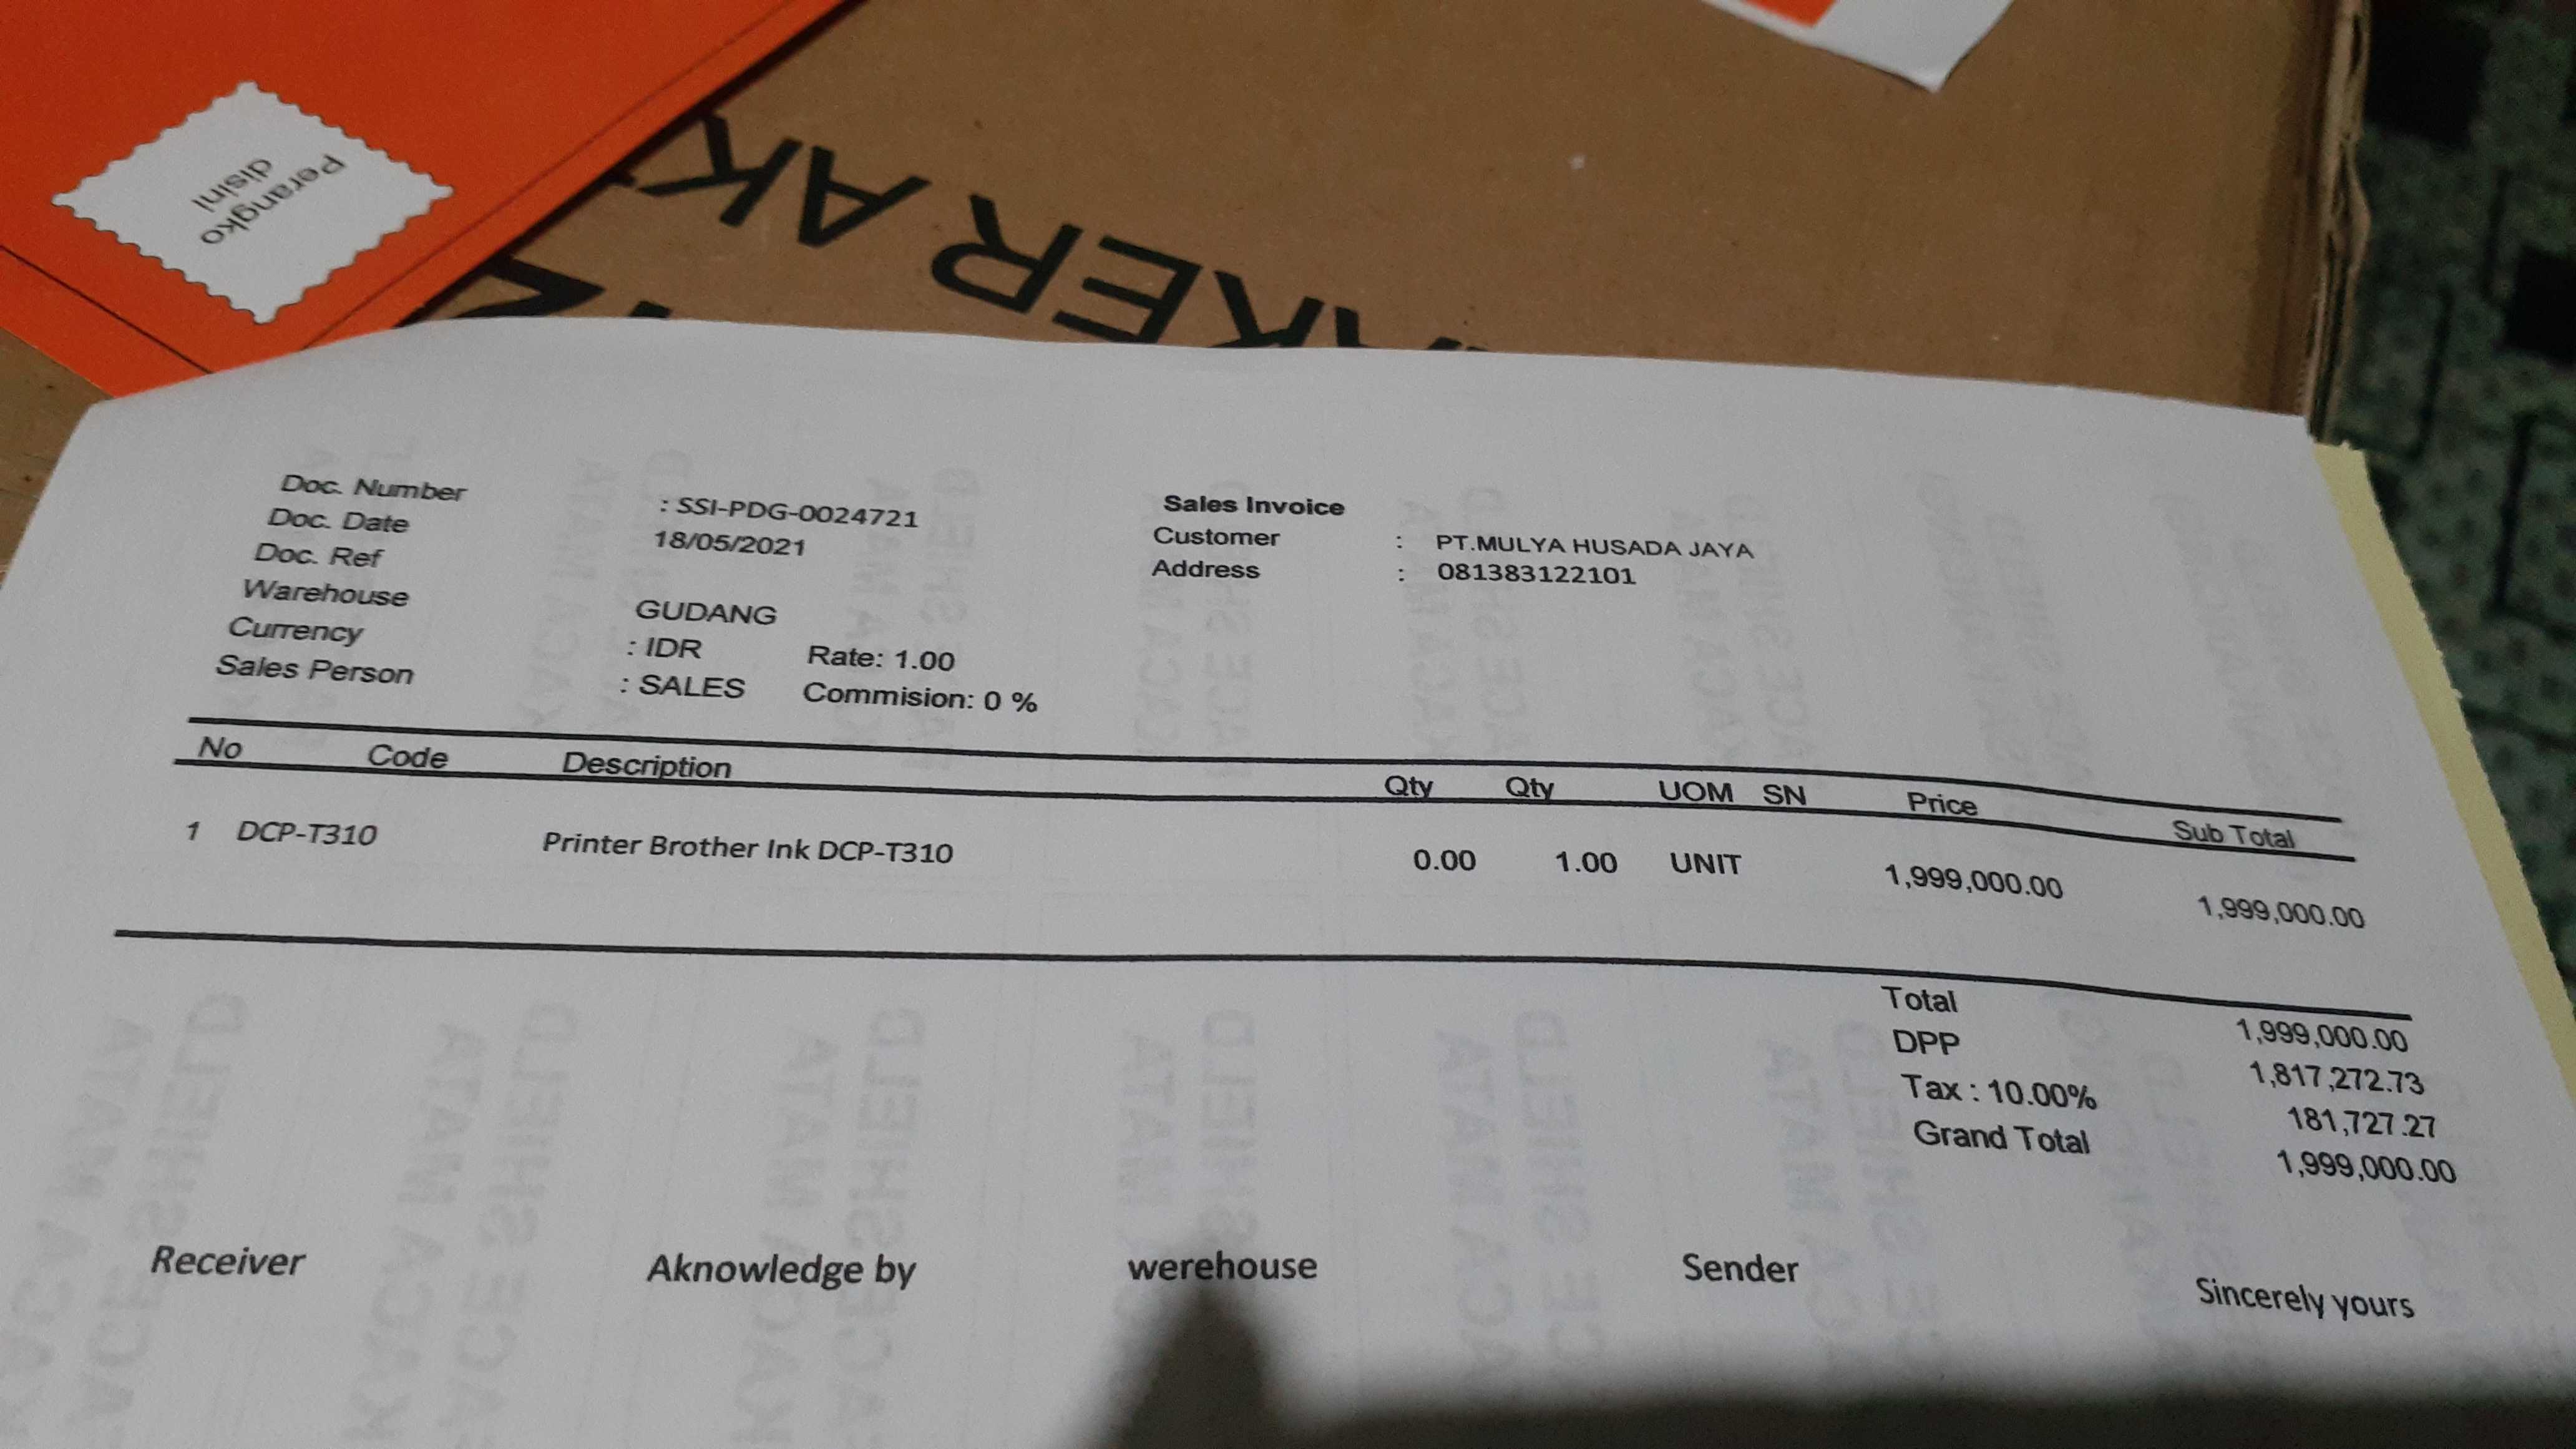 Perangko
disini
KER AK
Doc. Number : SSI-PDG-0024721
Doc. Date 18/05/2021
Doc. Ref
Warehouse GUDANG
Currency : IDR Rate: 1.00
Sales Person : SALES Commision: 0 %
Sales Invoice
Customer : PT.MULYA HUSADA JAYA
Address : 081383122101
No Code Description Qty Qty UOM SN Price Sub Total
1 DCP-T310 Printer Brother Ink DCP-T310 0.00 1.00 UNIT 1,999,000.00 1,999,000.00
Total 1,999,000.00
DPP 1,817,272.73
Tax : 10.00% 181,727.27
Grand Total 1,999,000.00
Receiver Aknowledge by werehouse Sender Sincerely yours